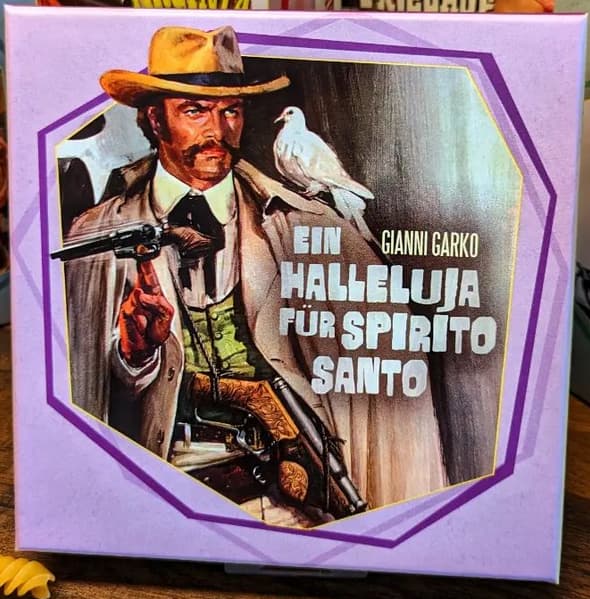 GIANNI GARKO
EIN
HALLELUJA
FÜR SPIRITO
SANTO